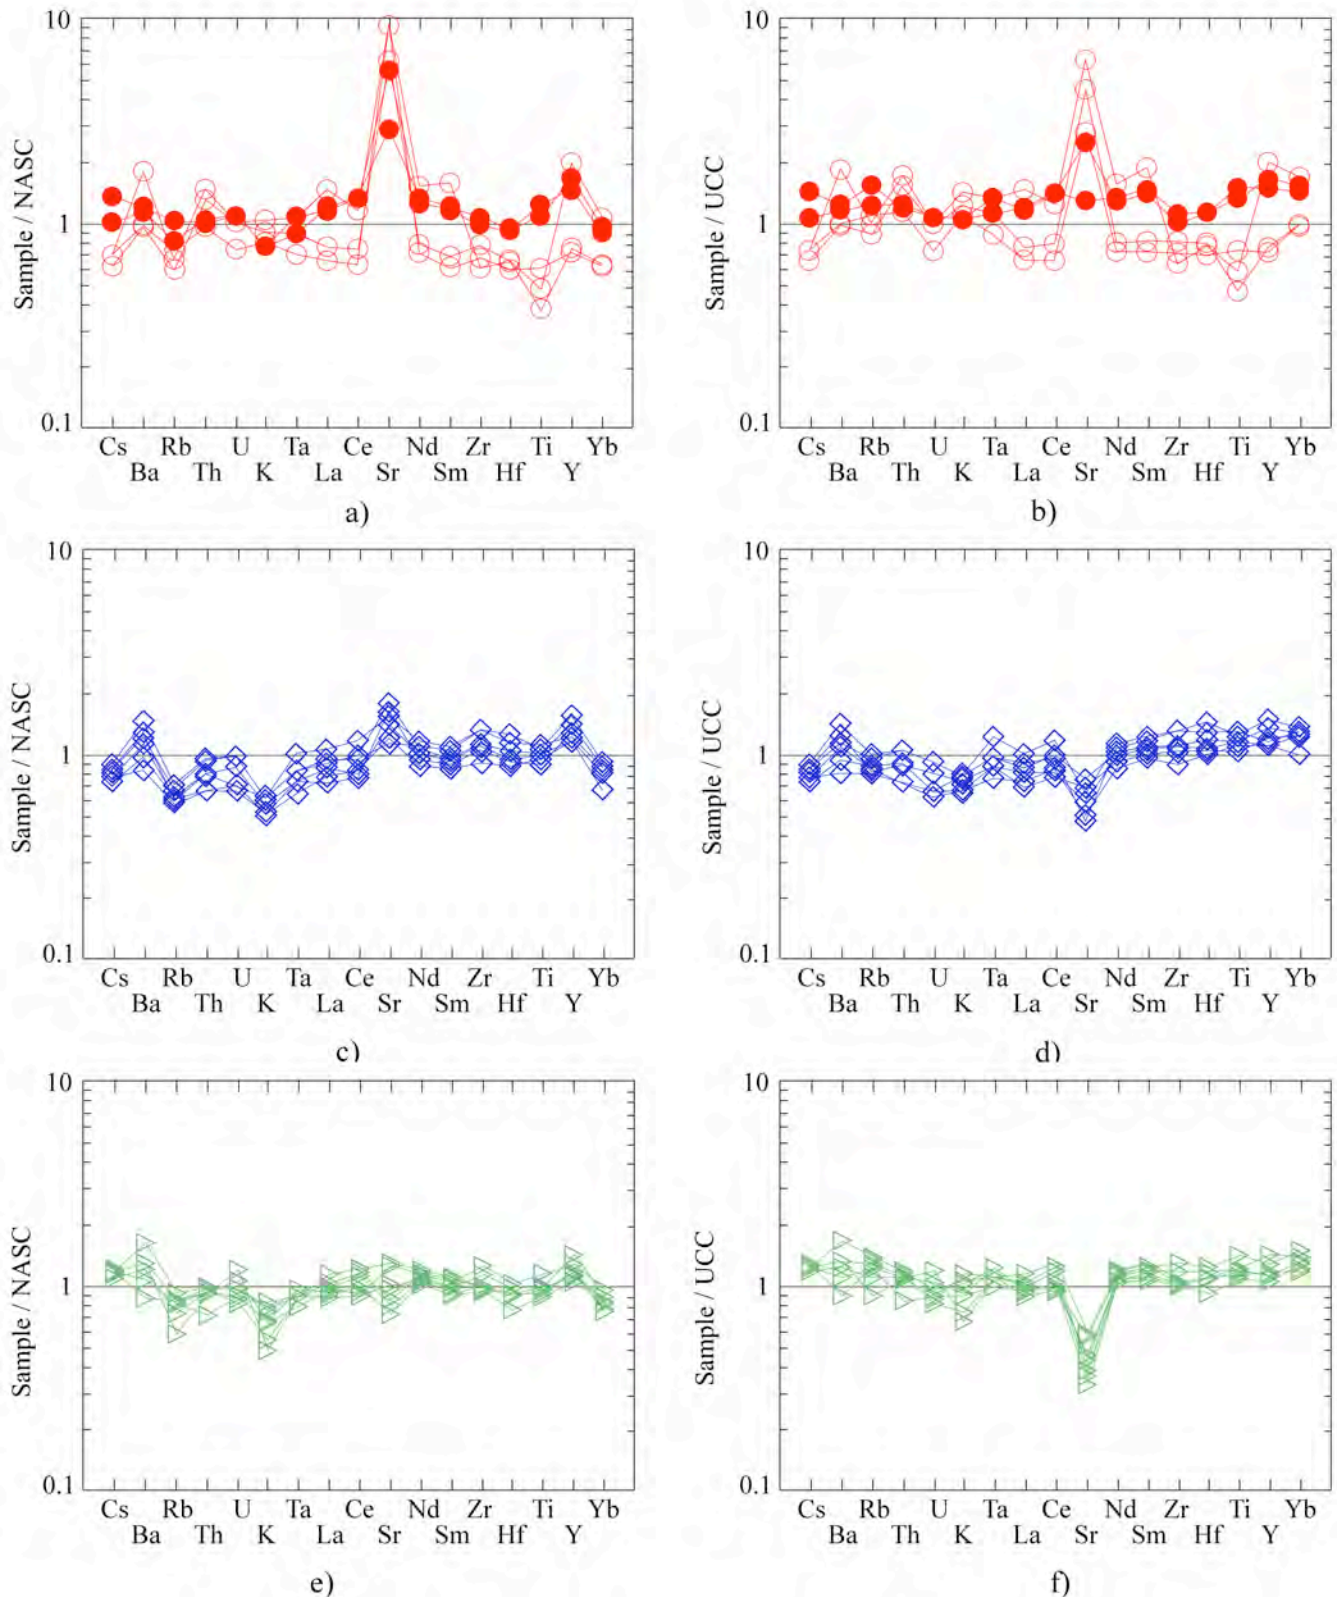 10
Sample / NASC
1
0.1
Cs Rb U Ta Ce Nd Zr Ti Yb
Ba Th K La Sr Sm Hf Y
a)
10
Sample / UCC
1
0.1
Cs Rb U Ta Ce Nd Zr Ti Yb
Ba Th K La Sr Sm Hf Y
b)
10
Sample / NASC
1
0.1
Cs Rb U Ta Ce Nd Zr Ti Yb
Ba Th K La Sr Sm Hf Y
c)
10
Sample / UCC
1
0.1
Cs Rb U Ta Ce Nd Zr Ti Yb
Ba Th K La Sr Sm Hf Y
d)
10
Sample / NASC
1
0.1
Cs Rb U Ta Ce Nd Zr Ti Yb
Ba Th K La Sr Sm Hf Y
e)
10
Sample / UCC
1
0.1
Cs Rb U Ta Ce Nd Zr Ti Yb
Ba Th K La Sr Sm Hf Y
f)